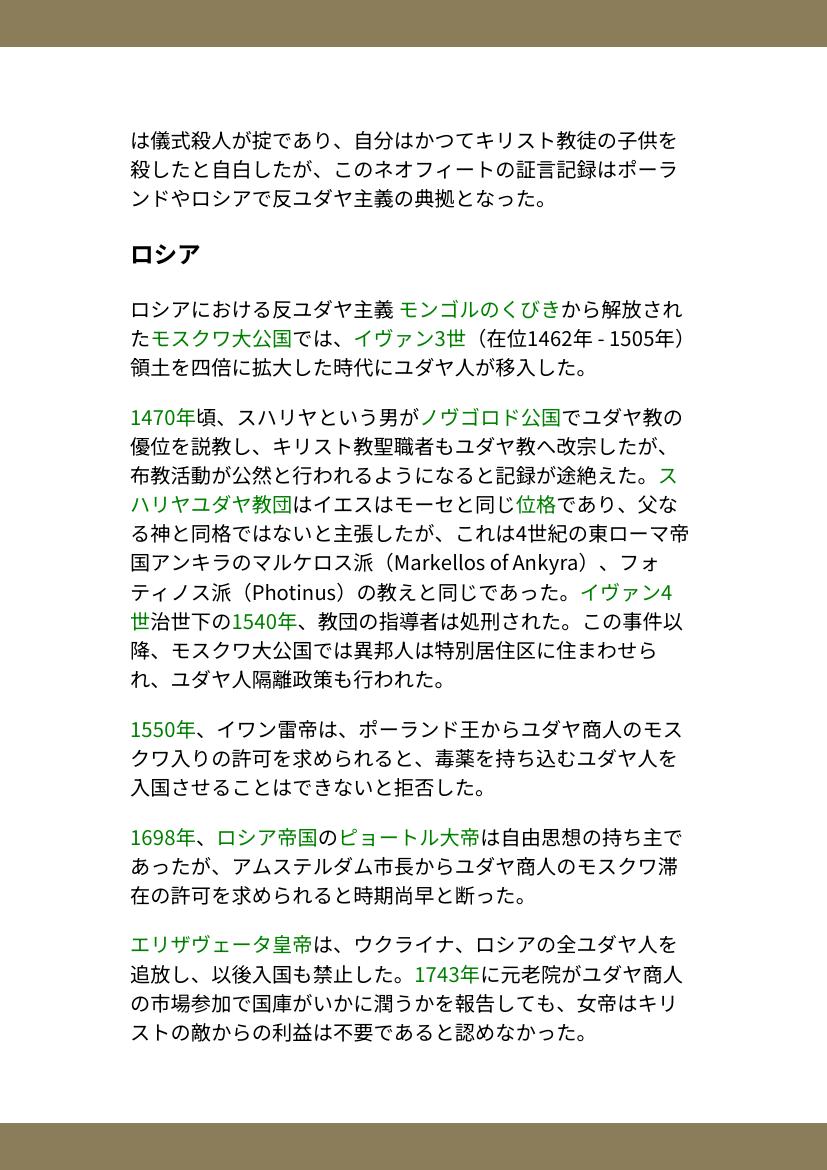 は儀式殺人が掟であり、自分はかつてキリスト教徒の子供を
殺したと自白したが、このネオフィートの証言記録はポーラ
ンドやロシアで反ユダヤ主義の典拠となった。
ロシア
ロシアにおける反ユダヤ主義 モンゴルのくびきから解放され
たモスクワ大公国では、イヴァン3世（在位1462年 - 1505年）
領土を四倍に拡大した時代にユダヤ人が移入した。
1470年頃、スハリヤという男がノヴゴロド公国でユダヤ教の
優位を説教し、キリスト教聖職者もユダヤ教へ改宗したが、
布教活動が公然と行われるようになると記録が途絶えた。ス
ハリヤユダヤ教団はイエスはモーセと同じ位格であり、父な
る神と同格ではないと主張したが、これは4世紀の東ローマ帝
国アンキラのマルケロス派（Markellos of Ankyra）、フォ
ティノス派（Photinus）の教えと同じであった。イヴァン4
世治世下の1540年、教団の指導者は処刑された。この事件以
降、モスクワ大公国では異邦人は特別居住区に住まわせら
れ、ユダヤ人隔離政策も行われた。
1550年、イワン雷帝は、ポーランド王からユダヤ商人のモス
クワ入りの許可を求められると、毒薬を持ち込むユダヤ人を
入国させることはできないと拒否した。
1698年、ロシア帝国のピョートル大帝は自由思想の持ち主で
あったが、アムステルダム市長からユダヤ商人のモスクワ滞
在の許可を求められると時期尚早と断った。
エリザヴェータ皇帝は、ウクライナ、ロシアの全ユダヤ人を
追放し、以後入国も禁止した。1743年に元老院がユダヤ商人
の市場参加で国庫がいかに潤うかを報告しても、女帝はキリ
ストの敵からの利益は不要であると認めなかった。